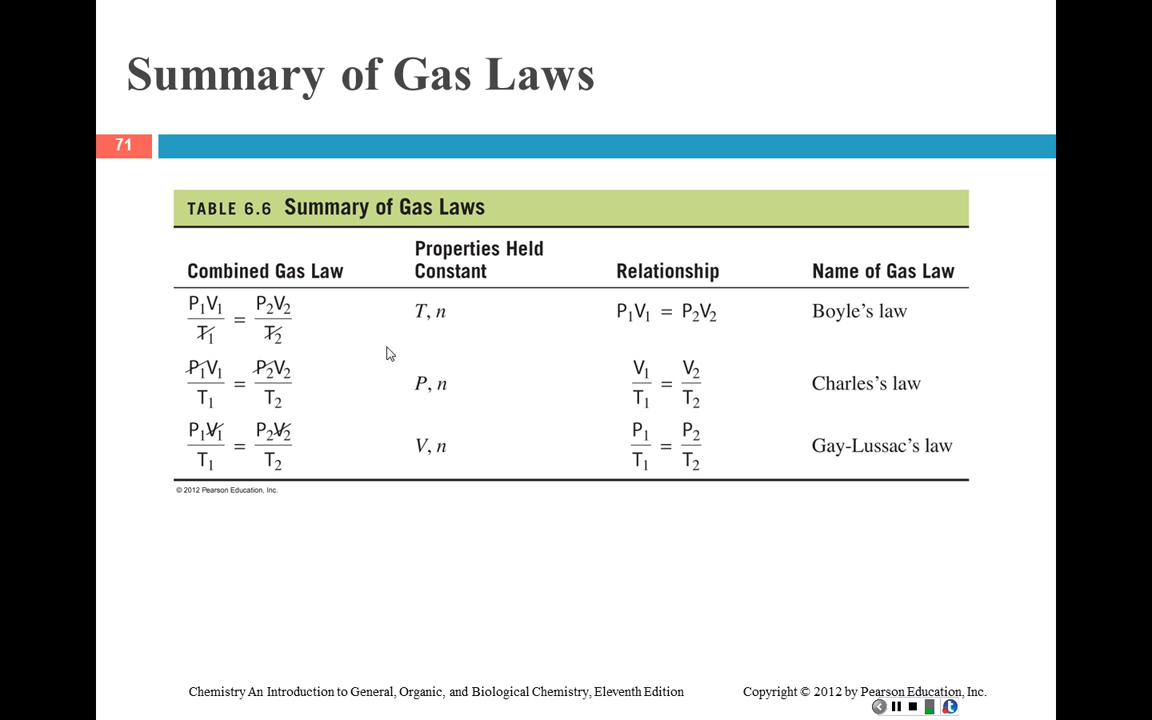 Summary of Gas Laws
71
TABLE 6.6 Summary of Gas Laws
Combined Gas Law Properties Held Constant Relationship Name of Gas Law
P₁V₁/T₁ = P₂V₂/T₂ T, n P₁V₁ = P₂V₂ Boyle's law
P₁V₁/T₁ = P₂V₂/T₂ P, n V₁/T₁ = V₂/T₂ Charles's law
P₁V₁/T₁ = P₂V₂/T₂ V, n P₁/T₁ = P₂/T₂ Gay-Lussac's law
© 2012 Pearson Education, Inc.
Chemistry An Introduction to General, Organic, and Biological Chemistry, Eleventh Edition Copyright © 2012 by Pearson Education, Inc.